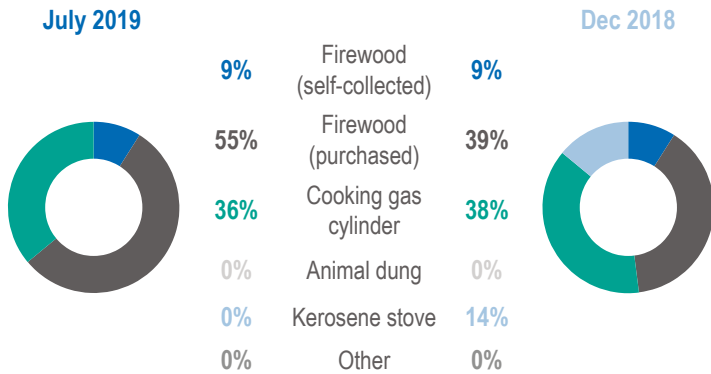 July 2019
Dec 2018
9%
Firewood
(self-collected)
9%
55%
Firewood
(purchased)
39%
36%
Cooking gas
cylinder
38%
0%
Animal dung
0%
0%
Kerosene stove
14%
0%
Other
0%